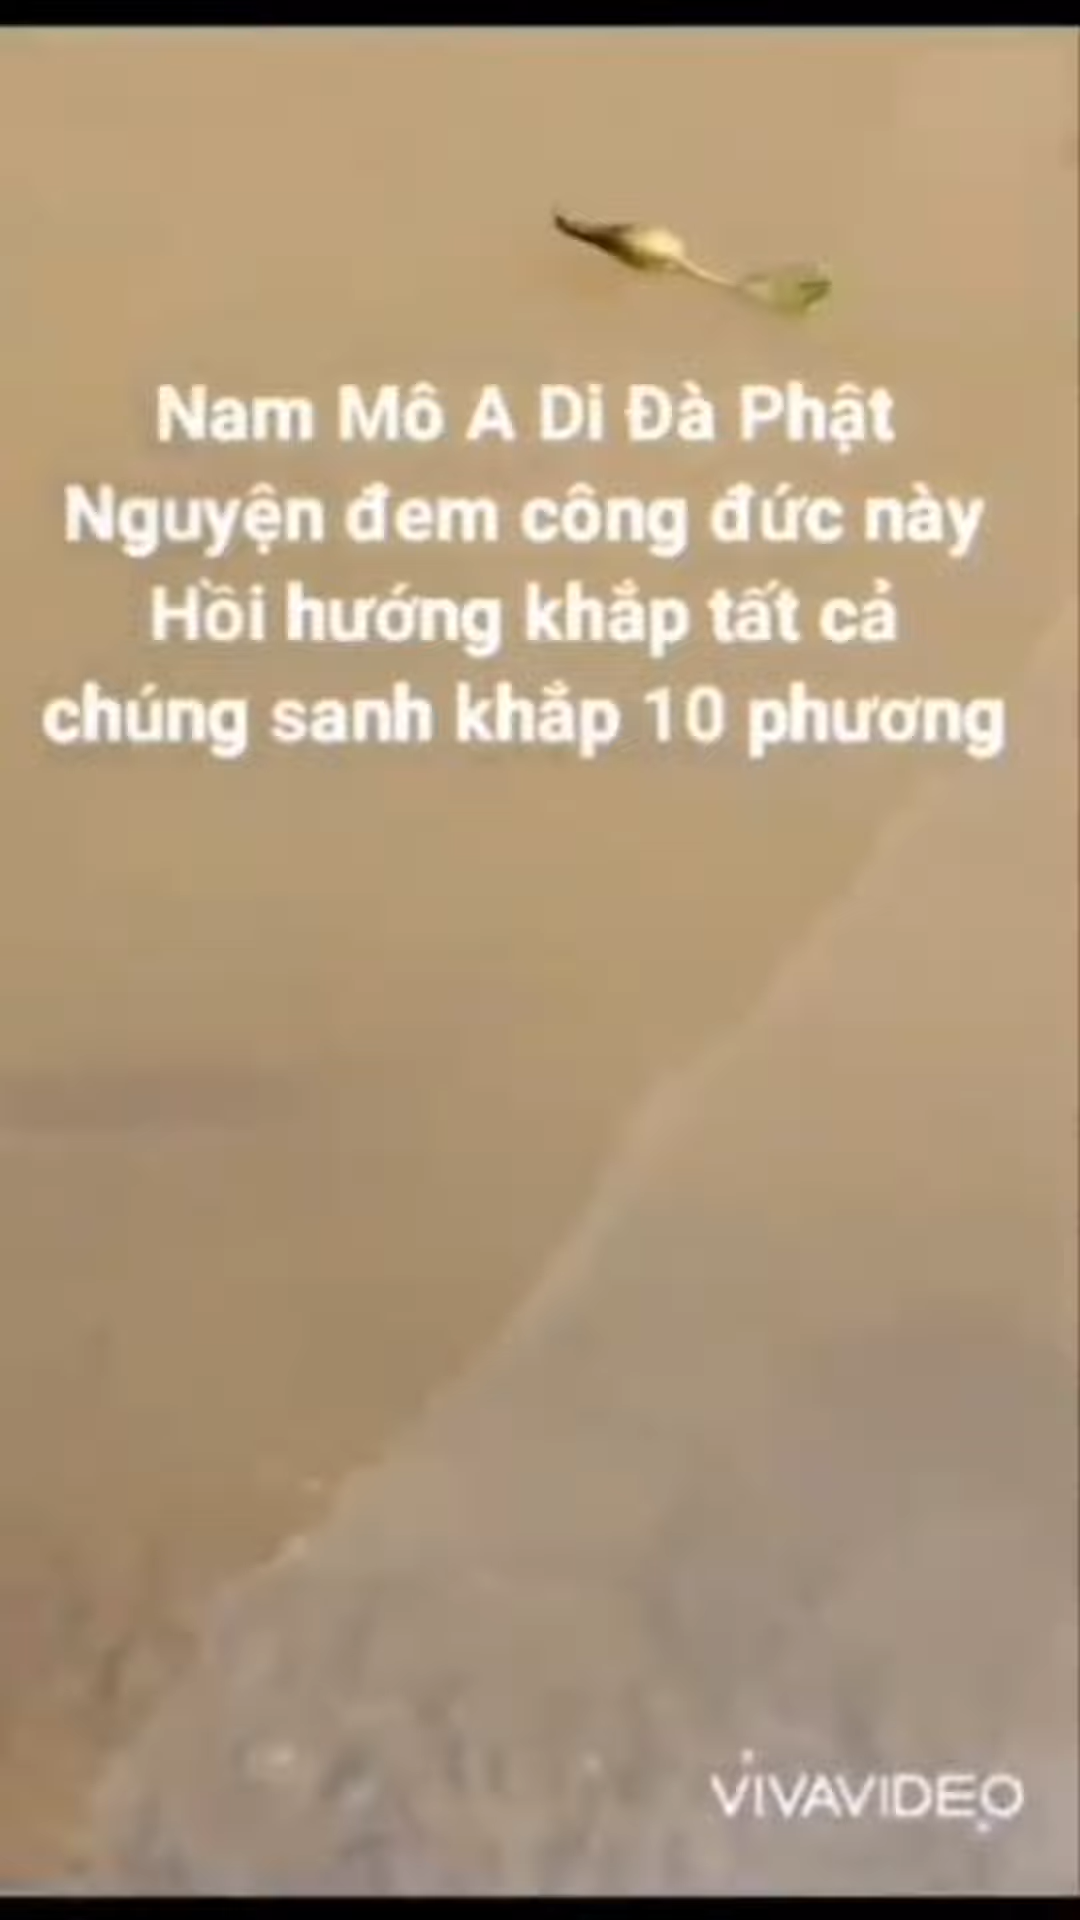 Nam Mô A Di Đà Phật
Nguyện đem công đức này
Hồi hướng khắp tất cả
chúng sanh khắp 10 phương
VIVAVIDEO